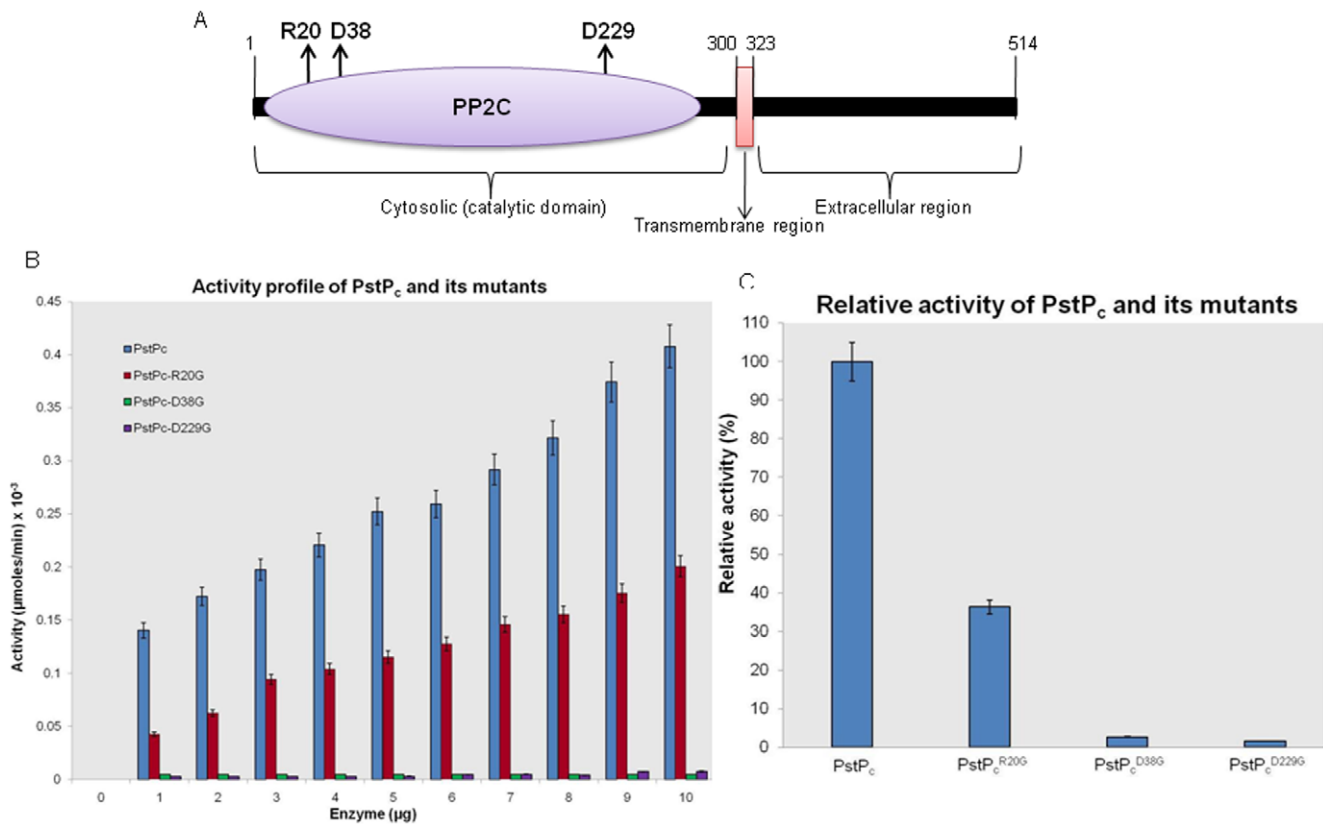 A
1
R20
D38
D229
300
323
514
PP2C
Cytosolic (catalytic domain)
Transmembrane region
Extracellular region
B
Activity profile of PstPc and its mutants
0.45
0.4
0.35
0.3
0.25
0.2
0.15
0.1
0.05
0
Activity (µmoles/min) x 10-3
PstPc
PstPc-R20G
PstPc-D38G
PstPc-D229G
0 1 2 3 4 5 6 7 8 9 10
Enzyme (µg)
C
Relative activity of PstPc and its mutants
110
100
90
80
70
60
50
40
30
20
10
0
Relative activity (%)
PstPc PstPcR20G PstPcD38G PstPcD229G